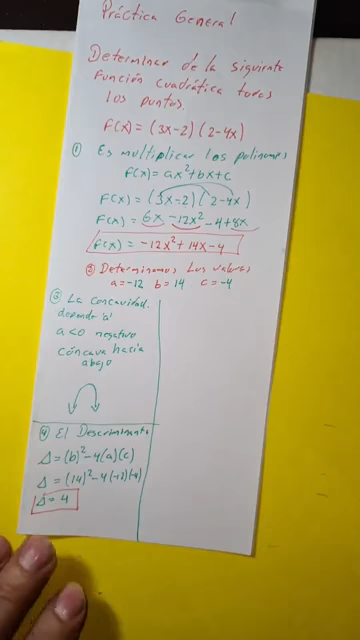 Práctica General
Determinar de la siguiente
función cuadrática todos
los puntos.
F(x) = (3x-2)(2-4x)
① Es multiplicar los polinomios
F(x) = ax²+bx+c
F(x) = (3x-2)(2-4x)
F(x) = 6x -12x² -4+8x
F(x) = -12x²+14x-4
② Determinamos los valores
a=-12 b=14 c=-4
③ La concavidad.
depende 'a'
a<0 negativo
cóncava hacia
abajo
④ El Descriminante
Δ=(b)²-4(a)(c)
Δ=(14)²-4(-12)(-4)
Δ=4